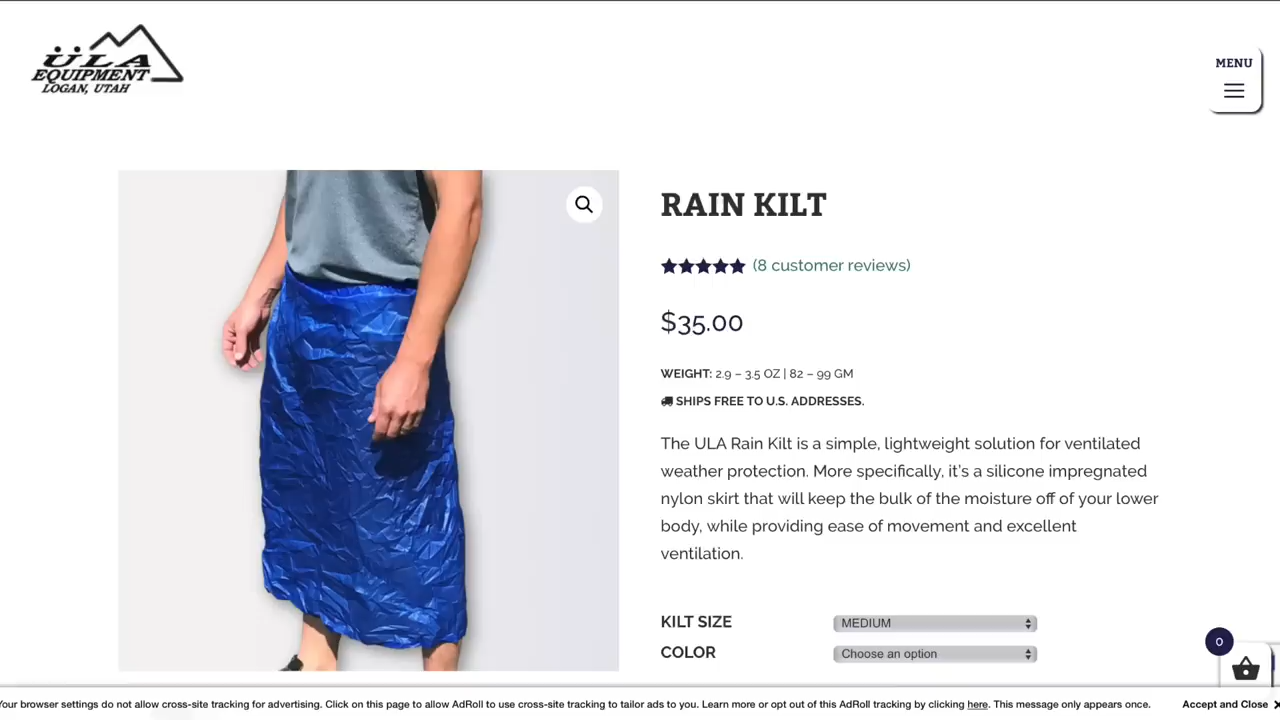 ÜLA
EQUIPMENT
LOGAN, UTAH
MENU
RAIN KILT
(8 customer reviews)
$35.00
WEIGHT: 2.9 – 3.5 OZ | 82 – 99 GM
SHIPS FREE TO U.S. ADDRESSES.
The ULA Rain Kilt is a simple, lightweight solution for ventilated
weather protection. More specifically, it's a silicone impregnated
nylon skirt that will keep the bulk of the moisture off of your lower
body, while providing ease of movement and excellent
ventilation.
KILT SIZE MEDIUM
COLOR Choose an option
0
Your browser settings do not allow cross-site tracking for advertising. Click on this page to allow AdRoll to use cross-site tracking to tailor ads to you. Learn more or opt out of this AdRoll tracking by clicking here. This message only appears once. Accept and Close